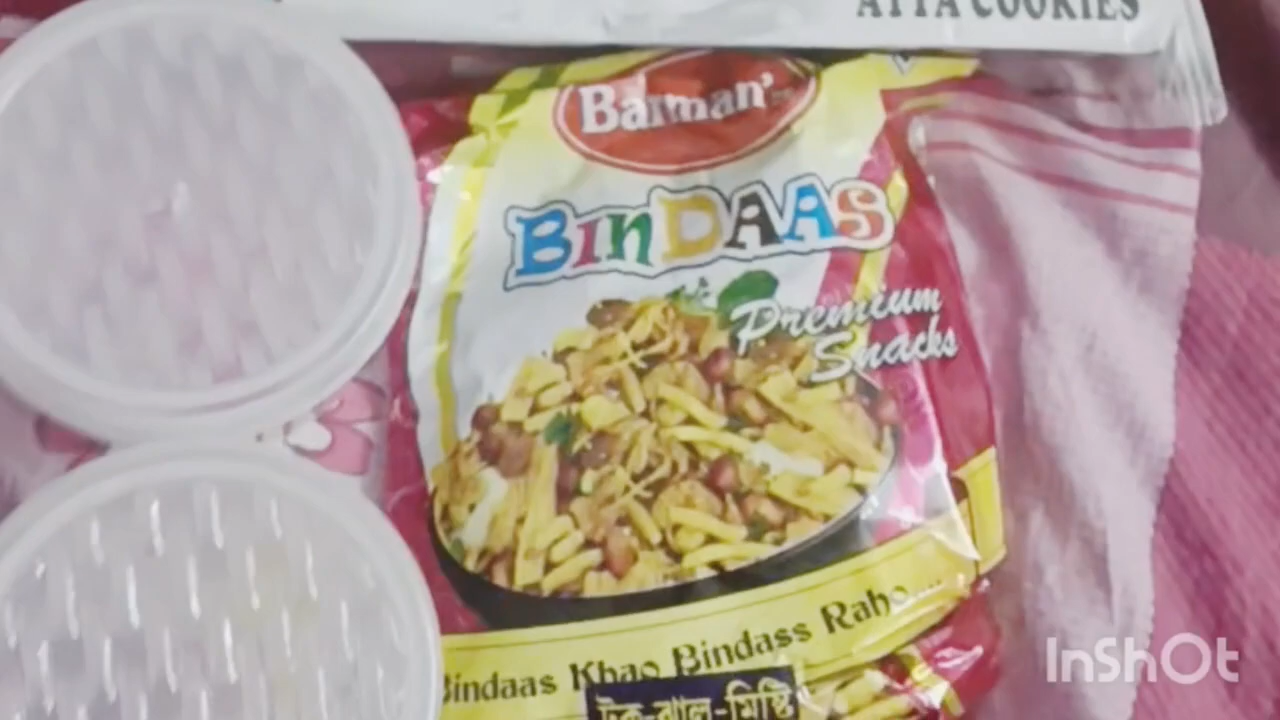 ATTA COOKIES
Barman's
BINDAAS
Premium
Snacks
Bindaas Khao Bindass Raho...
টক-ঝাল-মিষ্টি
InShOt